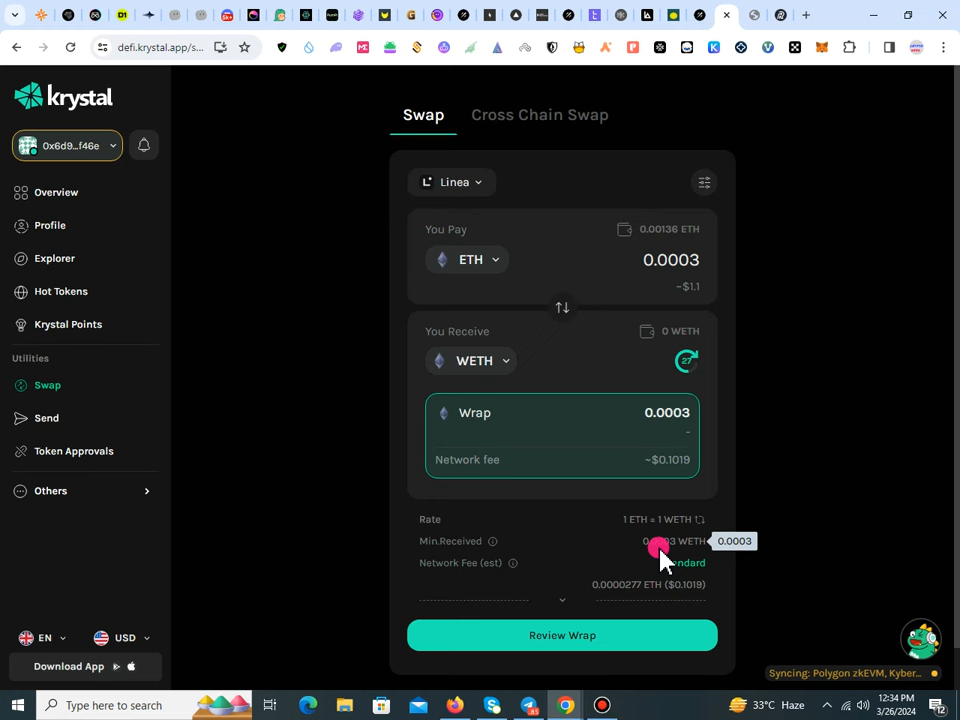 defi.krystal.app/s...
krystal
0x6d9...f46e
Overview
Profile
Explorer
Hot Tokens
Krystal Points
Utilities
Swap
Send
Token Approvals
Others
EN
USD
Download App
Swap
Cross Chain Swap
Linea
You Pay
0.00136 ETH
ETH
0.0003
~$1.1
You Receive
0 WETH
WETH
27
Wrap
0.0003
-
Network fee
~$0.1019
Rate
1 ETH = 1 WETH
Min.Received
WETH
0.0003
Network Fee (est)
0.0000277 ETH ($0.1019)
Review Wrap
Syncing: Polygon zkEVM, Kyber...
Type here to search
33°C Haze
12:34 PM
3/26/2024